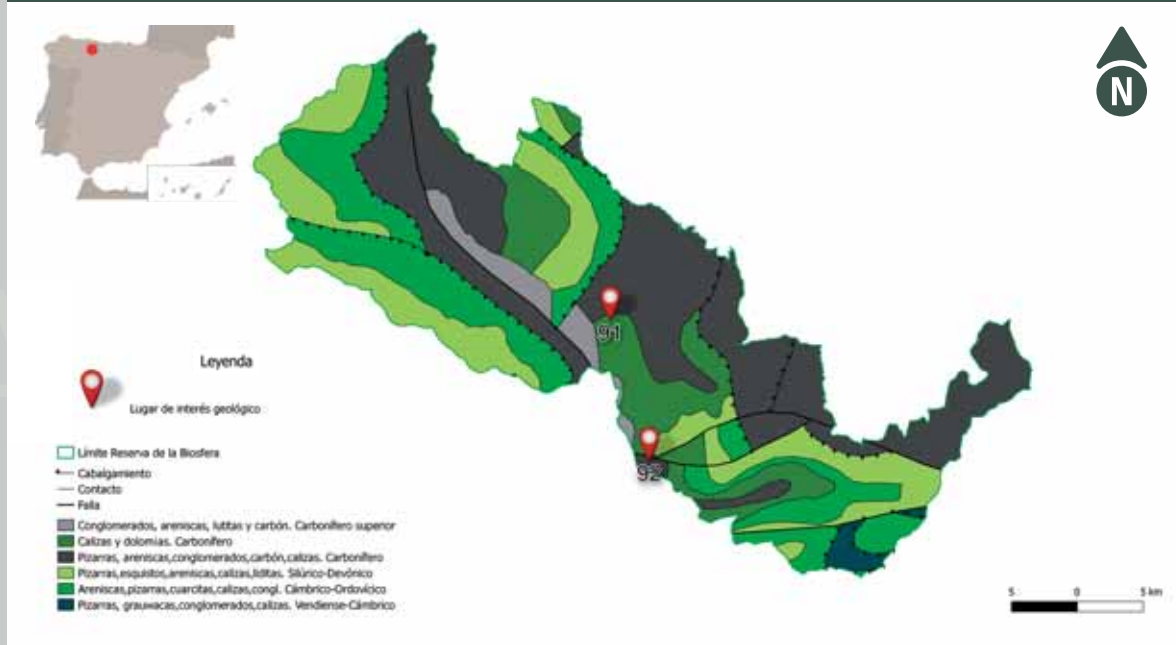 N
91
92
Leyenda
Lugar de interés geológico
Límite Reserva de la Biosfera
Cabalgamiento
Contacto
Falla
Conglomerados, areniscas, lutitas y carbón. Carbonífero superior
Calizas y dolomías. Carbonífero
Pizarras, areniscas,conglomerados,carbón,calizas. Carbonífero
Pizarras,esquistos,areniscas,calizas,liditas. Silúrico-Devónico
Areniscas,pizarras,cuarcitas,calizas,congl. Cámbrico-Ordovícico
Pizarras, grauwacas,conglomerados,calizas. Vendiense-Cámbrico
5 0 5 km